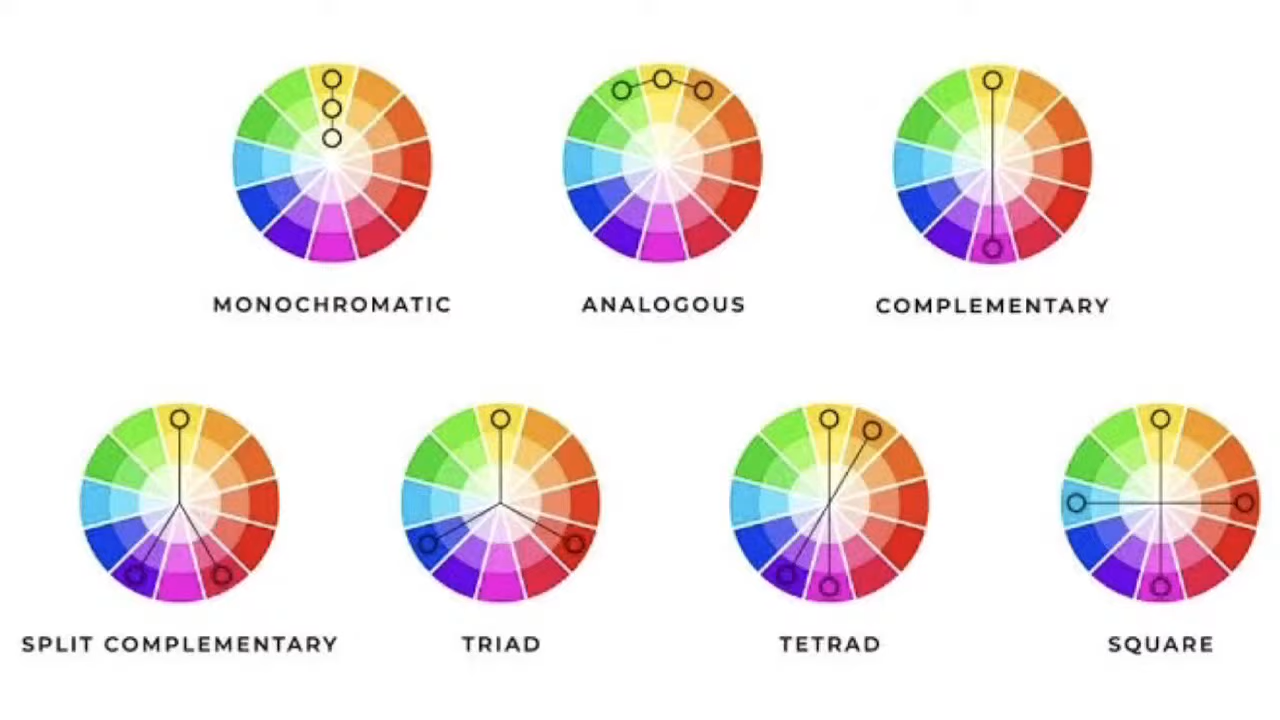 MONOCHROMATIC
ANALOGOUS
COMPLEMENTARY
SPLIT COMPLEMENTARY
TRIAD
TETRAD
SQUARE